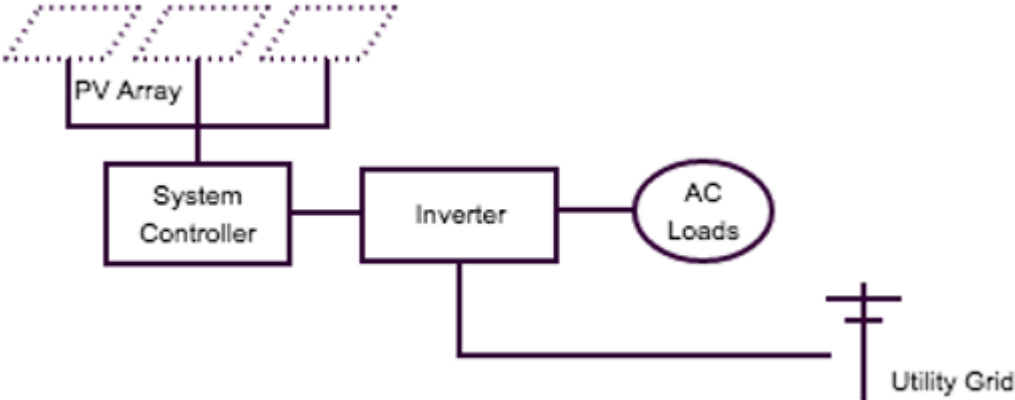 PV Array
System
Controller
Inverter
AC
Loads
Utility Grid